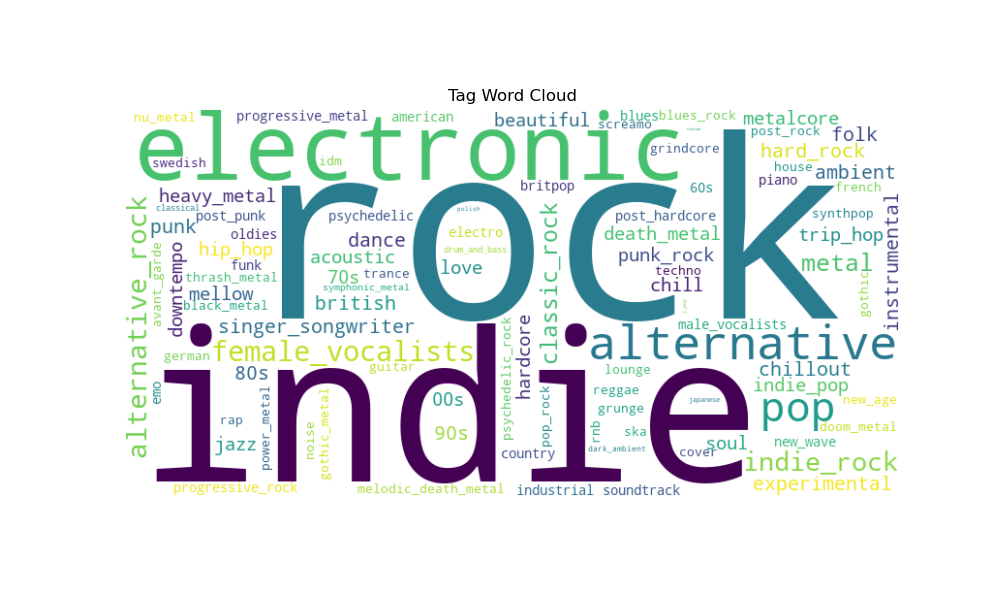 Tag Word Cloud
nu_metal
progressive_metal
american
beautiful
screamo
blues
blues_rock
metalcore
electronic
post_rock
folk
swedish
idm
grindcore
hard_rock
house
ambient
piano
french
heavy_metal
britpop
60s
classical
post_punk
psychedelic
polish
rock
post_hardcore
synthpop
instrumental
punk
oldies
dance
electro
death_metal
trip_hop
alternative_rock
avant_garde
downtempo
hip_hop
acoustic
drum_and_bass
classic_rock
punk_rock
metal
gothic
funk
70s
trance
love
techno
chill
thrash_metal
symphonic_metal
mellow
black_metal
british
singer_songwriter
male_vocalists
alternative
german
female_vocalists
guitar
psychedelic_rock
hardcore
lounge
chillout
80s
indie
indie_pop
emo
reggae
00s
pop_rock
grunge
japanese
pop
new_age
rap
power_metal
noise
gothic_metal
90s
rnb
ska
doom_metal
jazz
country
dark_ambient
cover
soul
new_wave
indie_rock
progressive_rock
melodic_death_metal
industrial
soundtrack
experimental